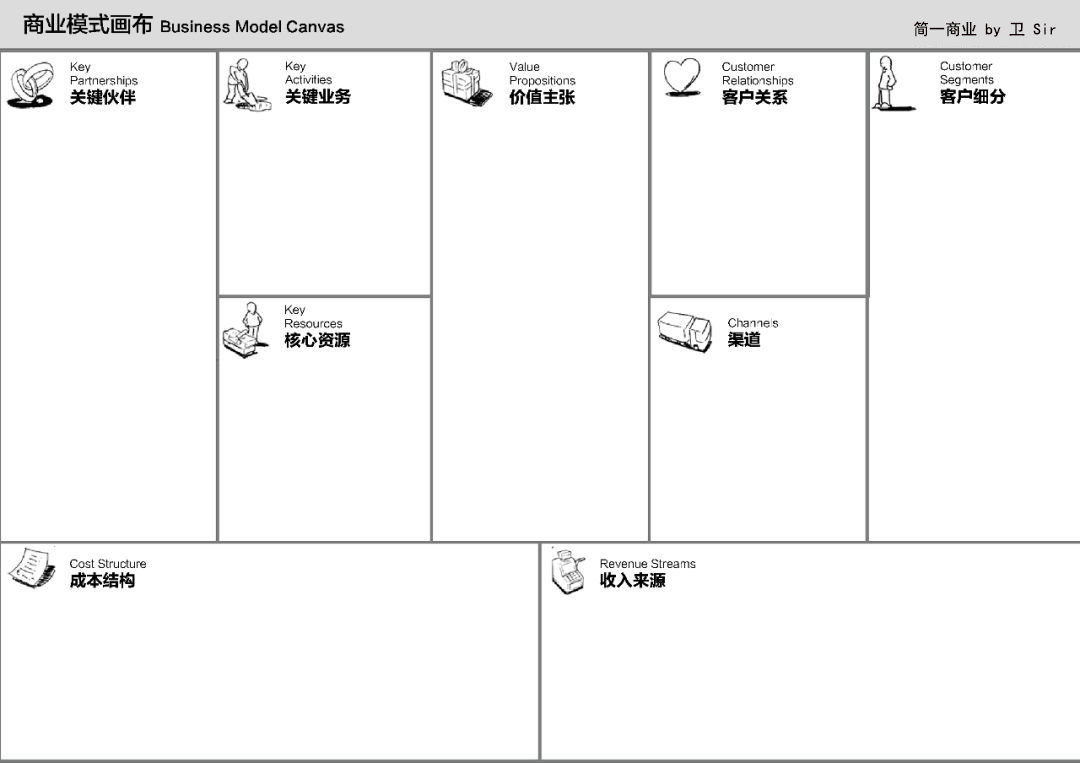 商业模式画布 Business Model Canvas
简一商业 by 卫 Sir
Key
Partnerships
关键伙伴
Key
Activities
关键业务
Value
Propositions
价值主张
Customer
Relationships
客户关系
Customer
Segments
客户细分
Key
Resources
核心资源
Channels
渠道
Cost Structure
成本结构
Revenue Streams
收入来源